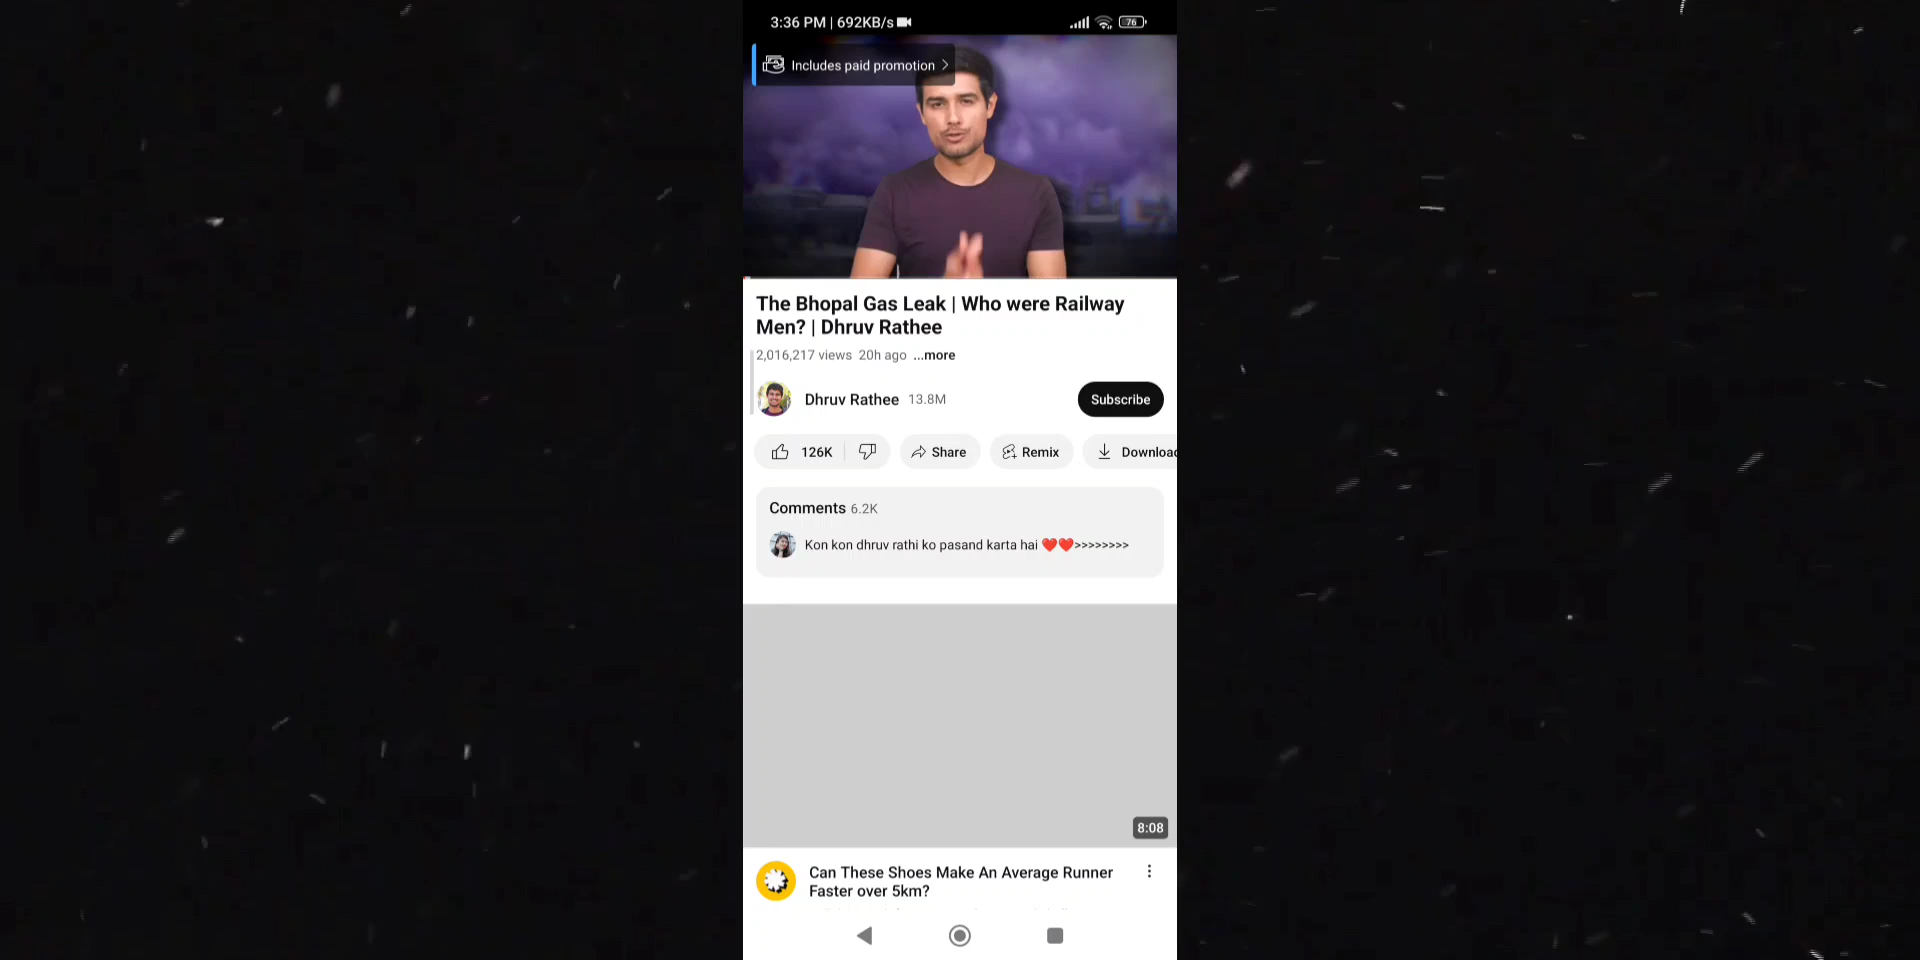 3:36 PM | 692KB/s
76
Includes paid promotion
The Bhopal Gas Leak | Who were Railway
Men? | Dhruv Rathee
2,016,217 views 20h ago ...more
Dhruv Rathee 13.8M
Subscribe
126K
Share
Remix
Downloa
Comments 6.2K
Kon kon dhruv rathi ko pasand karta hai ❤️❤️>>>>>>>>
8:08
Can These Shoes Make An Average Runner
Faster over 5km?